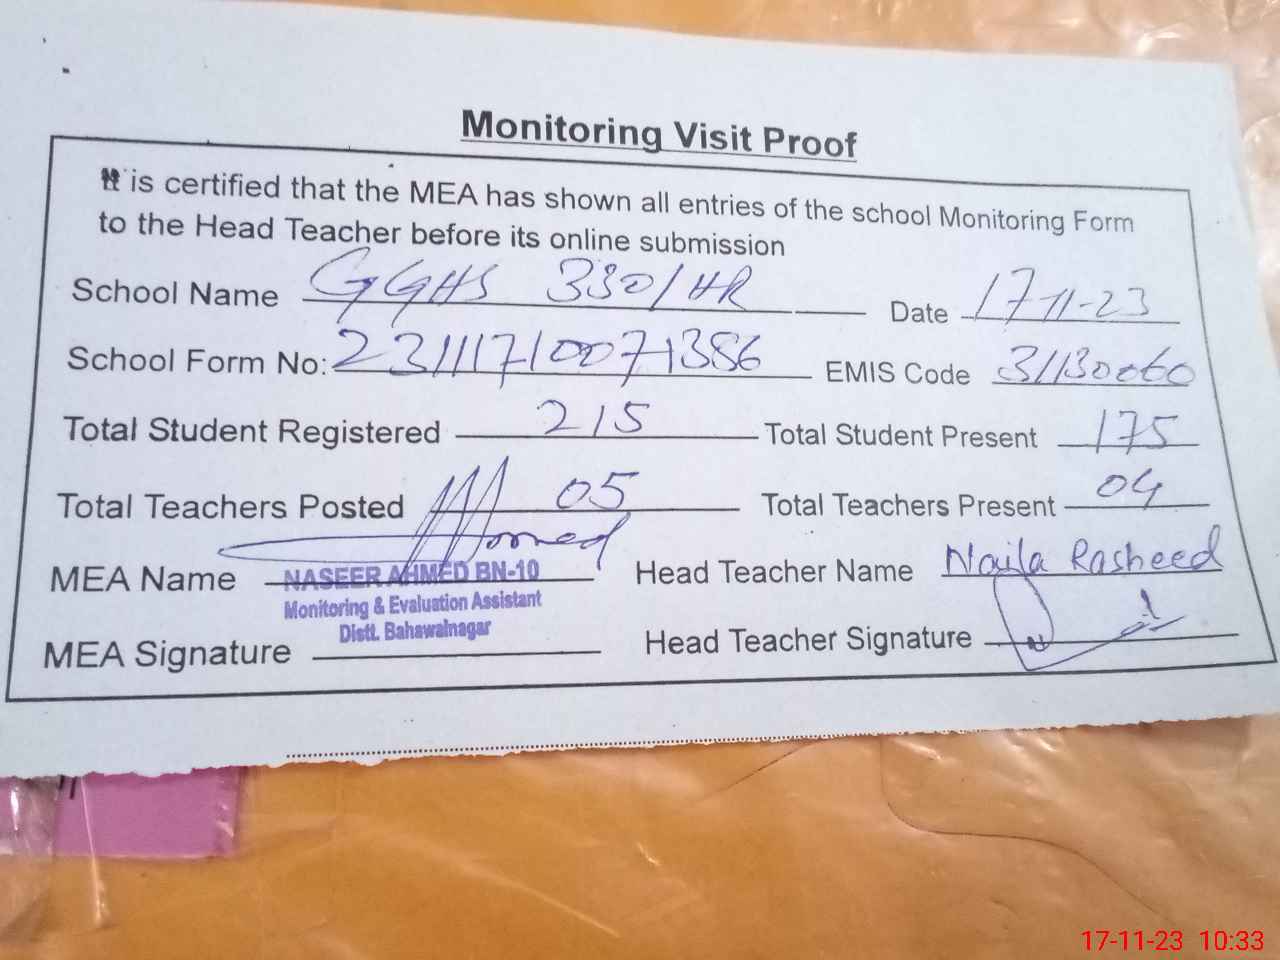 Monitoring Visit Proof
It is certified that the MEA has shown all entries of the school Monitoring Form
to the Head Teacher before its online submission
School Name GGHS 330/HR Date 17-11-23
School Form No: 23111710071386 EMIS Code 31130060
Total Student Registered 215 Total Student Present 175
Total Teachers Posted 05 Total Teachers Present 04
MEA Name NASEER AHMED BN-10 Head Teacher Name Naila Rasheed
Monitoring & Evaluation Assistant
Distt. Bahawalnagar
MEA Signature Head Teacher Signature
17-11-23 10:33